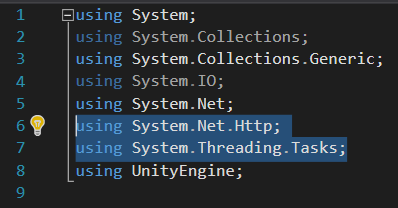 1 using System;
2 using System.Collections;
3 using System.Collections.Generic;
4 using System.IO;
5 using System.Net;
6 using System.Net.Http;
7 using System.Threading.Tasks;
8 using UnityEngine;
9